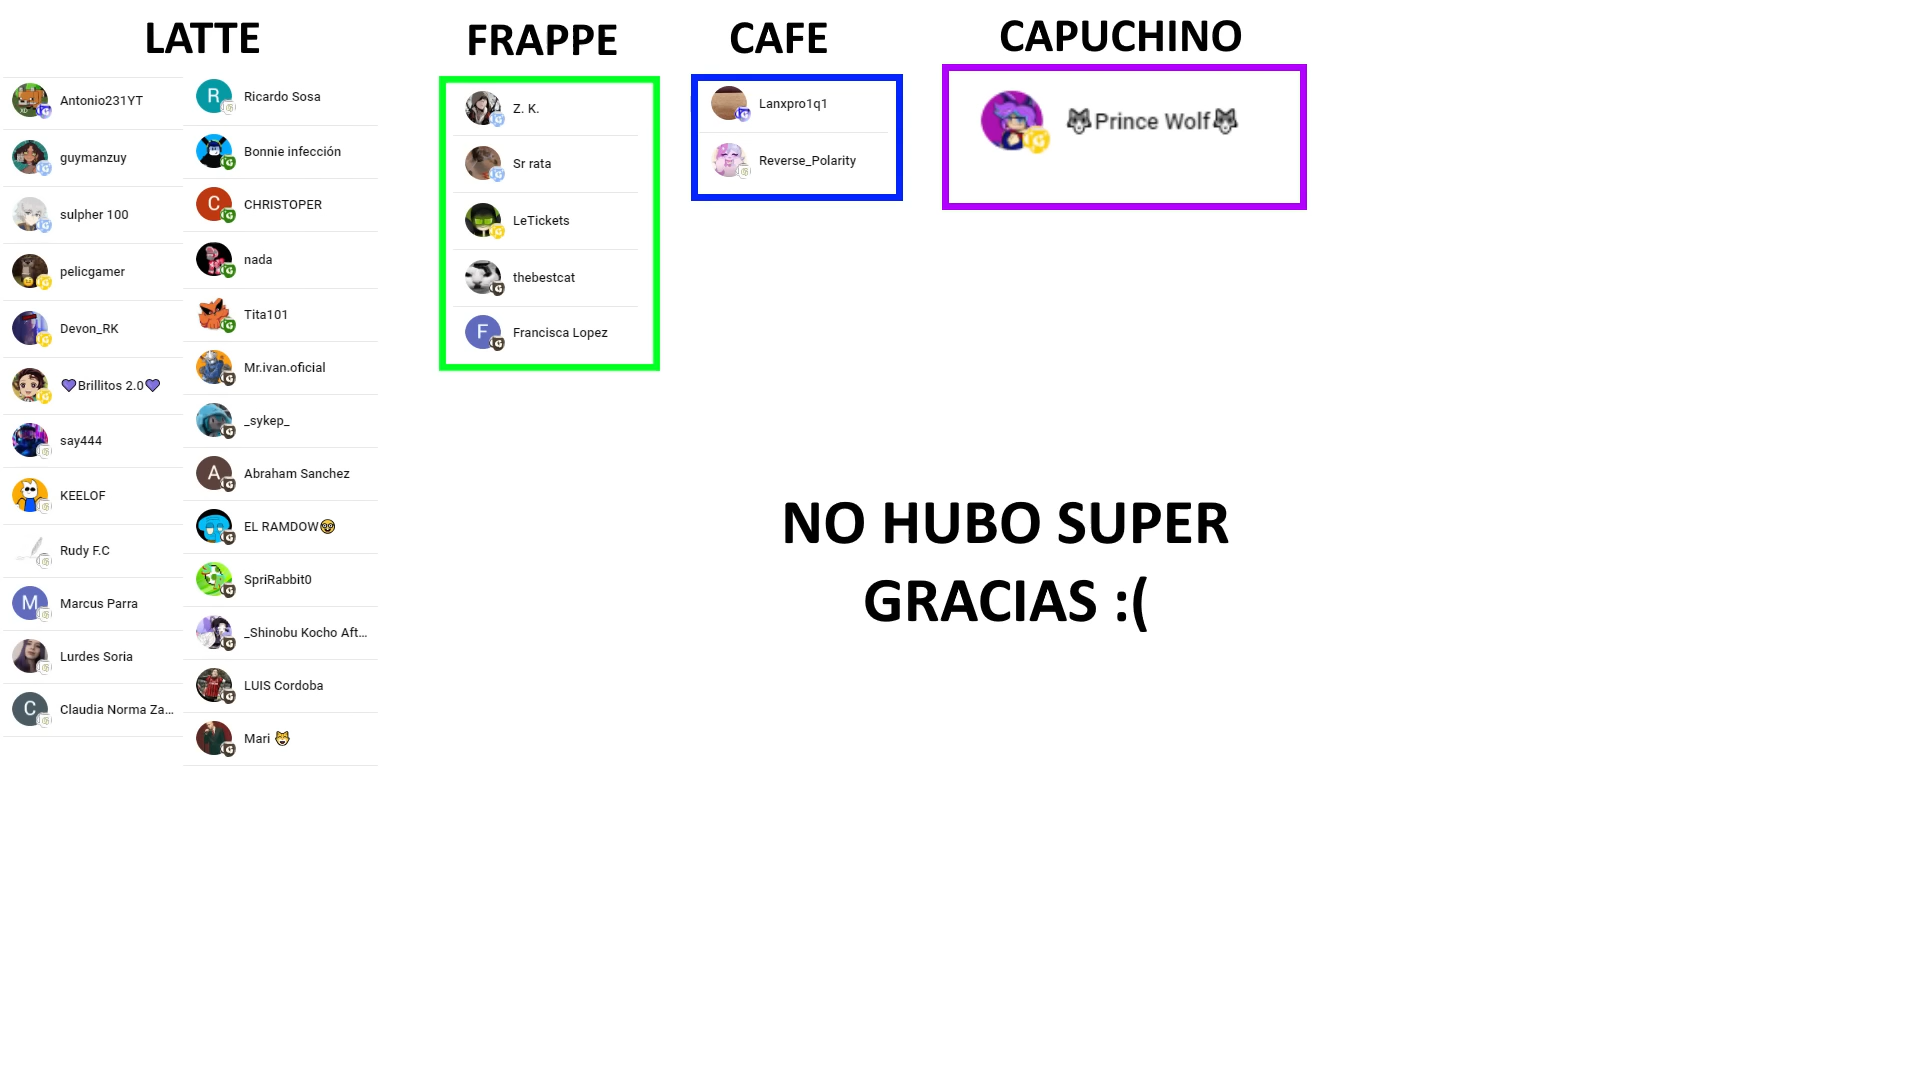 LATTE
Antonio231YT
guymanzuy
sulpher 100
pelicgamer
Devon_RK
💜Brillitos 2.0💜
say444
KEELOF
Rudy F.C
M Marcus Parra
Lurdes Soria
C Claudia Norma Za...
R Ricardo Sosa
Bonnie infección
C CHRISTOPER
nada
Tita101
Mr.ivan.oficial
_sykep_
A Abraham Sanchez
EL RAMDOW🤓
SpriRabbit0
_Shinobu Kocho Aft...
LUIS Cordoba
Mari 😸
FRAPPE
Z. K.
Sr rata
LeTickets
thebestcat
F Francisca Lopez
CAFE
Lanxpro1q1
Reverse_Polarity
CAPUCHINO
🐺Prince Wolf🐺
NO HUBO SUPER
GRACIAS :(